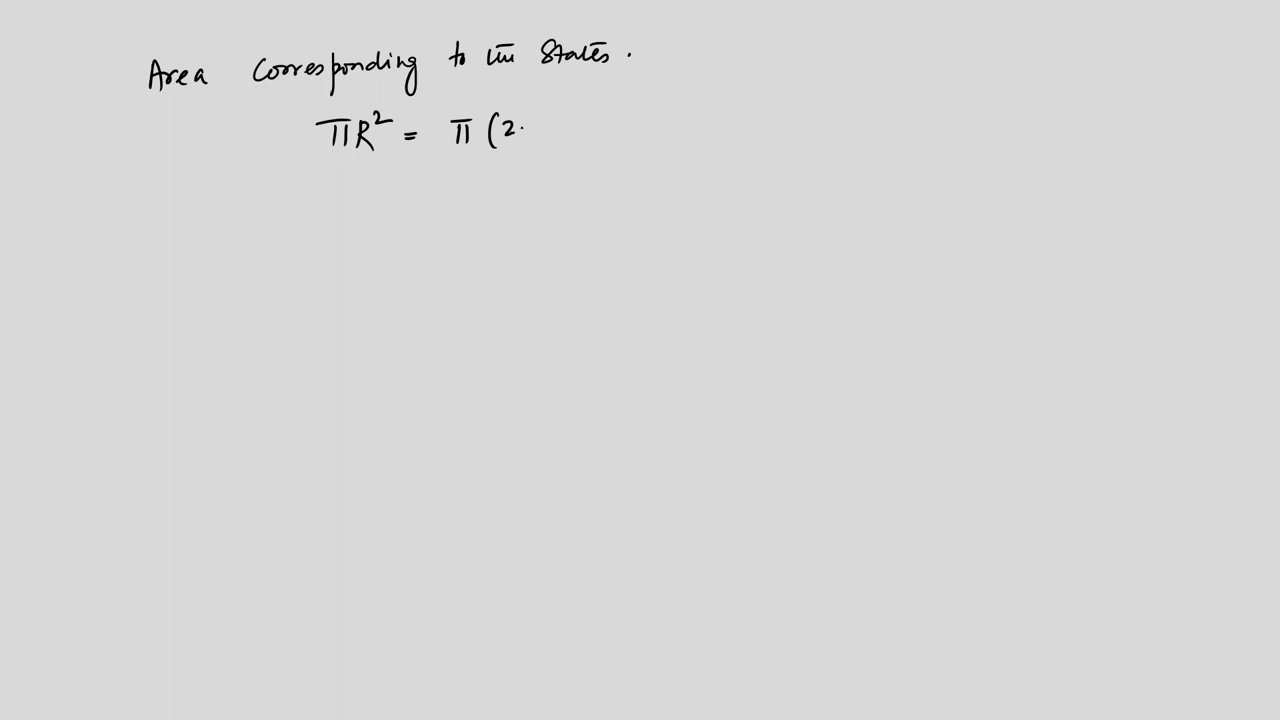 Area Corresponding to the States.
πR² = π (2.